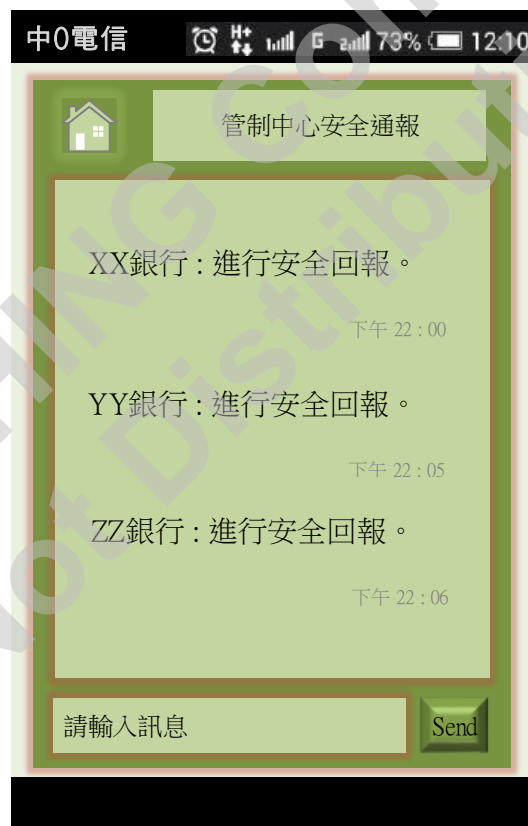 中0電信 H+ G 73% 12:10
管制中心安全通報
XX銀行 : 進行安全回報。
下午 22 : 00
YY銀行 : 進行安全回報。
下午 22 : 05
ZZ銀行 : 進行安全回報。
下午 22 : 06
請輸入訊息
Send